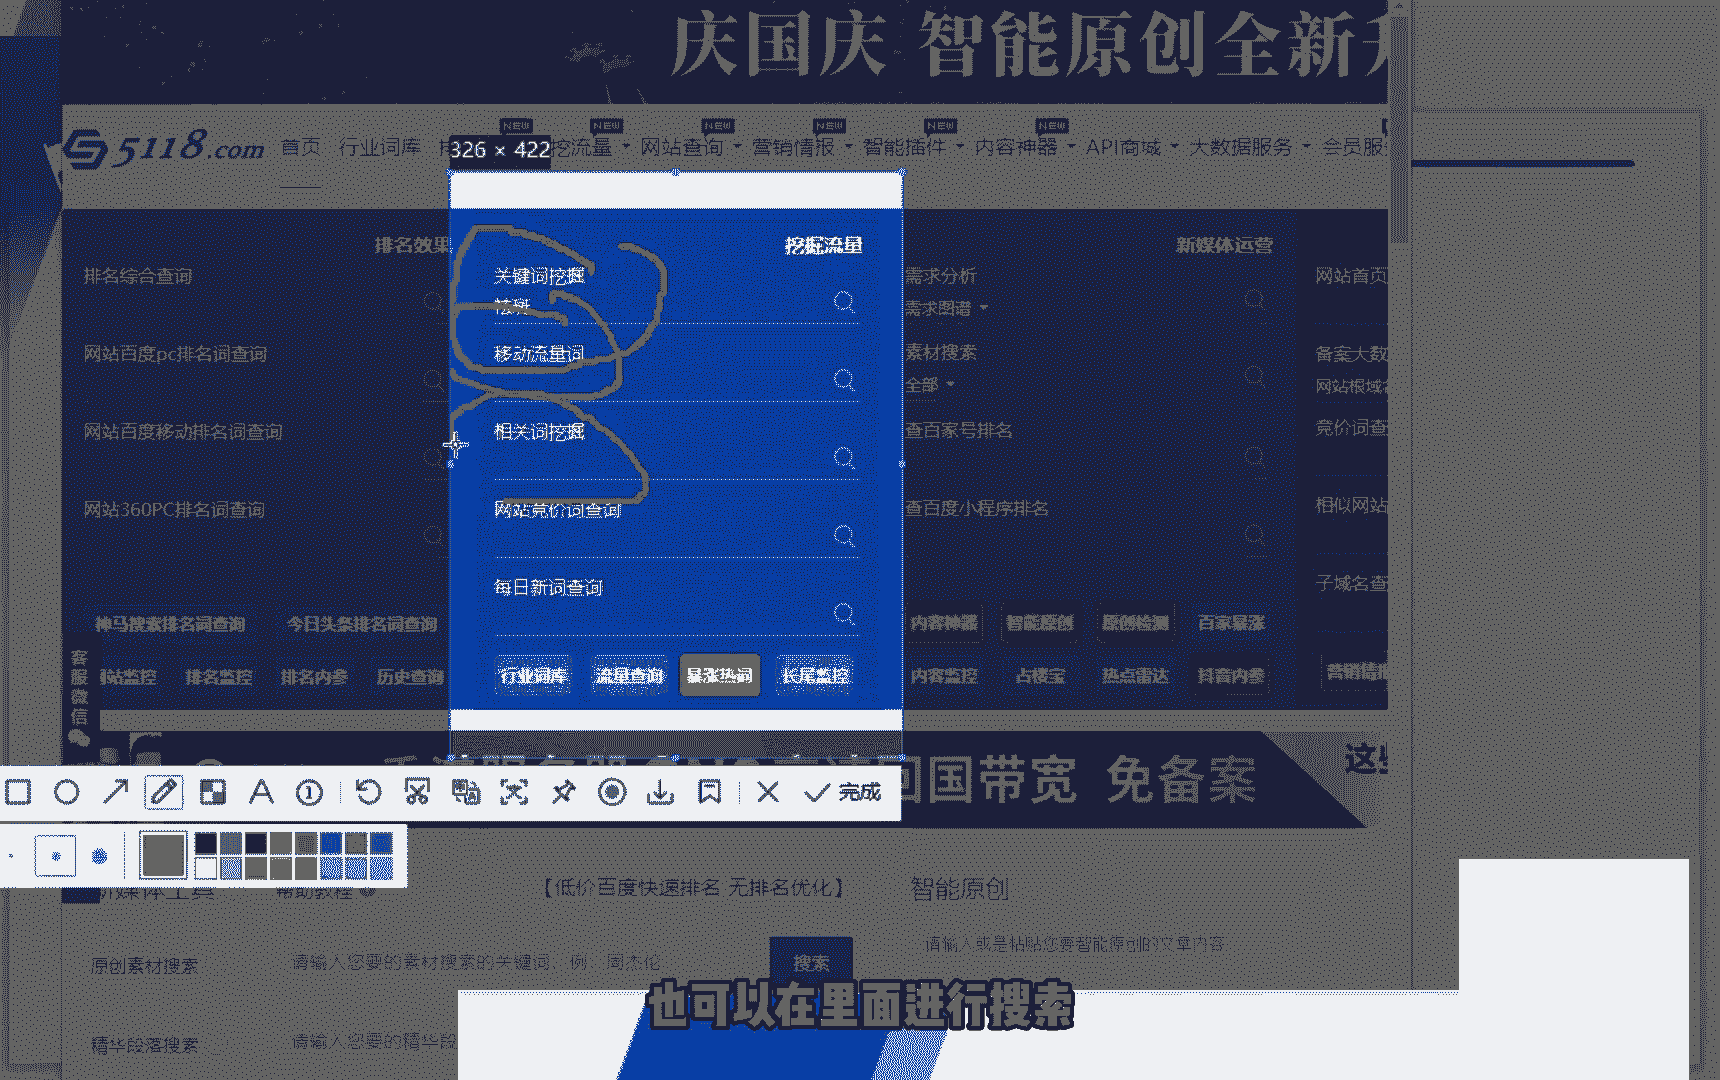 庆国庆 智能原创全新升
5118.com 首页 行业词库 挖流量 网站查询 营销情报 智能插件 内容神器 API商城 大数据服务 会员服
NEW NEW NEW NEW NEW NEW
326 × 422
排名效果
排名综合查询
网站百度pc排名词查询
网站百度移动排名词查询
网站360PC排名词查询
神马搜索排名词查询 今日头条排名词查询
站监控 排名监控 排名内参 历史查询
挖掘流量
关键词挖掘
祛斑
移动流量词
相关词挖掘
网站竞价词查询
每日新词查询
行业词库 流量查询 暴涨热词 长尾监控
新媒体运营
需求分析
需求图谱
素材搜索
全部
查百家号排名
查百度小程序排名
内容神器 智能原创 原创检测 百家暴涨
内容监控 占楼宝 热点雷达 抖音内参
网站首页
备案大数
网站根域
竞价词查
相似网站
子域名查
营销情报
客服微信
回国带宽 免备案
这些
完成
新媒体工具 帮助教程 【低价百度快速排名 无排名优化】 智能原创
请输入或是粘贴您要智能原创的文章内容
原创素材搜索 请输入您要的素材搜索的关键词，例：周杰伦 搜索
也可以在里面进行搜索
精华段落搜索 请输入您要的精华段